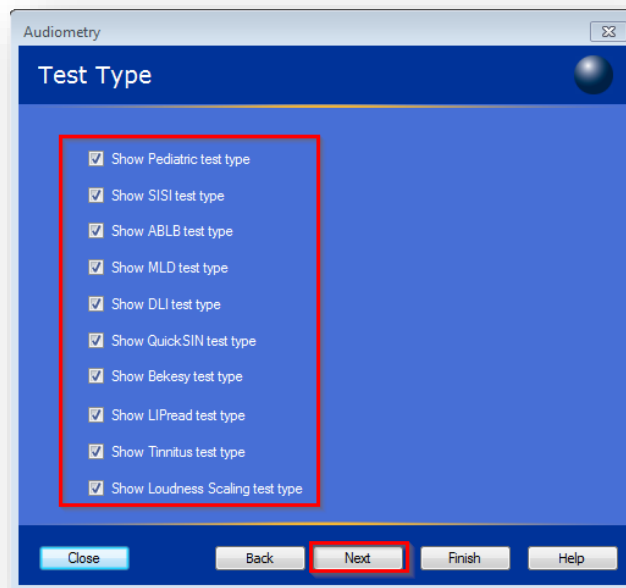 Audiometry
Test Type
Show Pediatric test type
Show SISI test type
Show ABLB test type
Show MLD test type
Show DLI test type
Show QuickSIN test type
Show Bekesy test type
Show LIPread test type
Show Tinnitus test type
Show Loudness Scaling test type
Close Back Next Finish Help